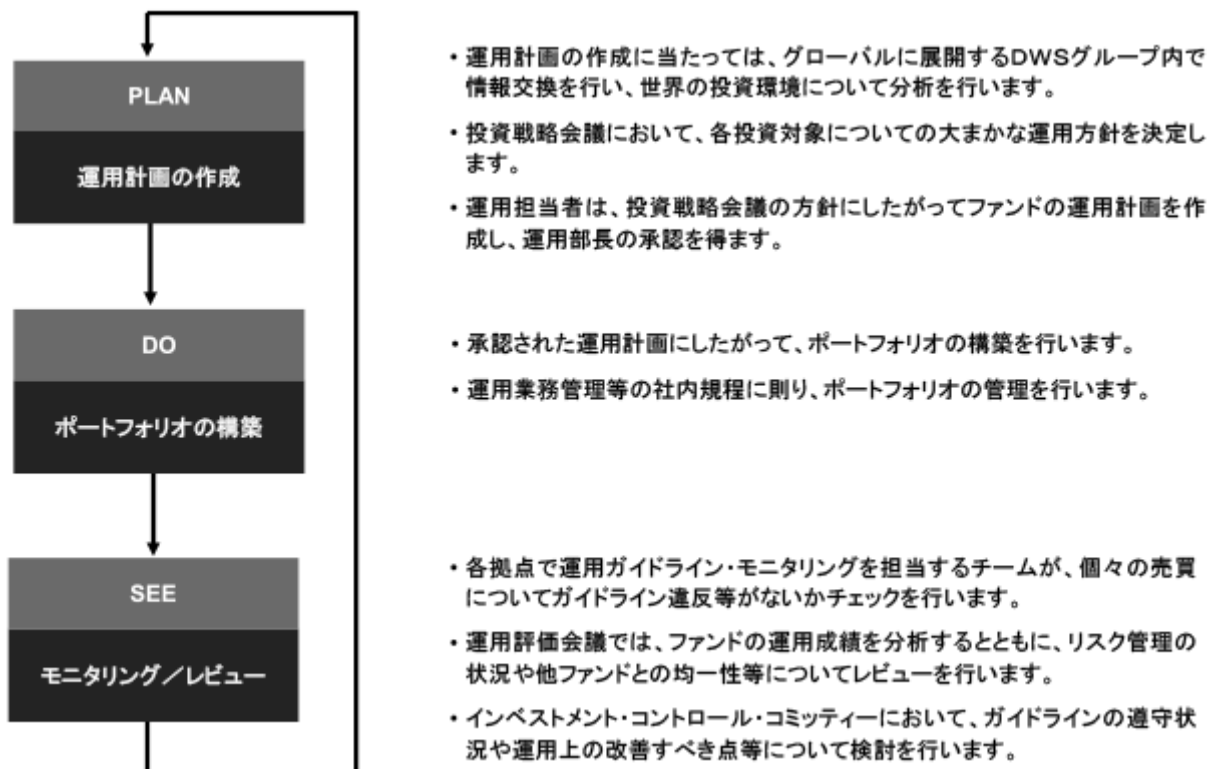 PLAN
運用計画の作成
・運用計画の作成に当たっては、グローバルに展開するDWSグループ内で
情報交換を行い、世界の投資環境について分析を行います。
・投資戦略会議において、各投資対象についての大まかな運用方針を決定し
ます。
・運用担当者は、投資戦略会議の方針にしたがってファンドの運用計画を作
成し、運用部長の承認を得ます。
DO
ポートフォリオの構築
・承認された運用計画にしたがって、ポートフォリオの構築を行います。
・運用業務管理等の社内規程に則り、ポートフォリオの管理を行います。
SEE
モニタリング／レビュー
・各拠点で運用ガイドライン・モニタリングを担当するチームが、個々の売買
についてガイドライン違反等がないかチェックを行います。
・運用評価会議では、ファンドの運用成績を分析するとともに、リスク管理の
状況や他ファンドとの均一性等についてレビューを行います。
・インベストメント・コントロール・コミッティーにおいて、ガイドラインの遵守状
況や運用上の改善すべき点等について検討を行います。